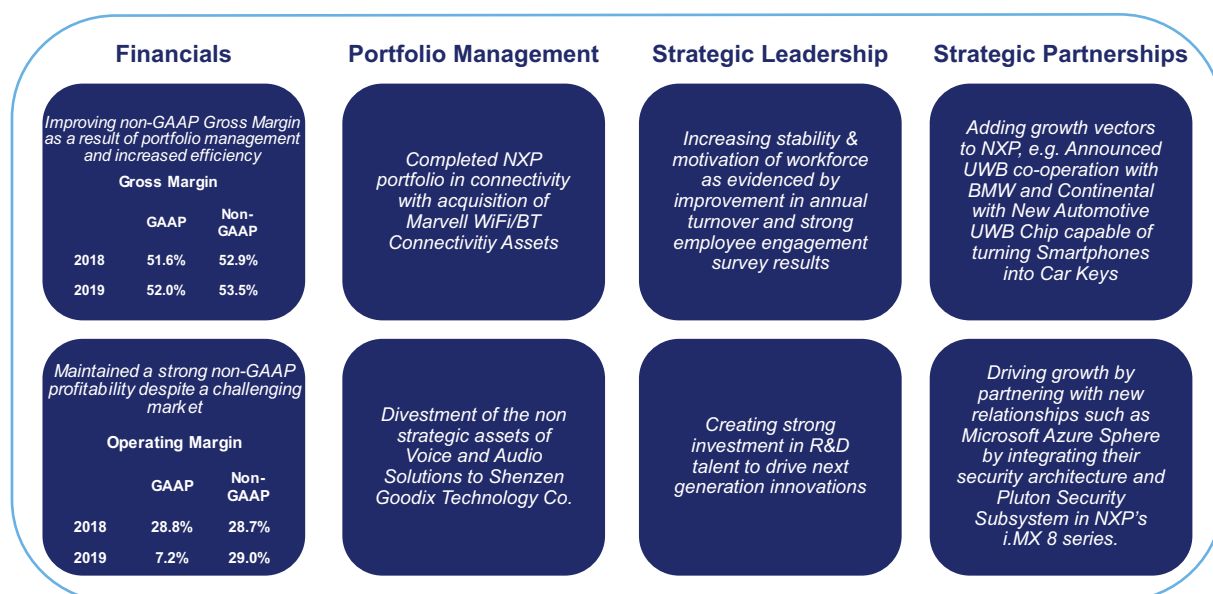 Financials
Improving non-GAAP Gross Margin
as a result of portfolio management
and increased efficiency
Gross Margin
GAAP Non-
GAAP
2018 51.6% 52.9%
2019 52.0% 53.5%
Maintained a strong non-GAAP
profitability despite a challenging
market
Operating Margin
GAAP Non-
GAAP
2018 28.8% 28.7%
2019 7.2% 29.0%
Portfolio Management
Completed NXP
portfolio in connectivity
with acquisition of
Marvell WiFi/BT
Connectivitiy Assets
Divestment of the non
strategic assets of
Voice and Audio
Solutions to Shenzen
Goodix Technology Co.
Strategic Leadership
Increasing stability &
motivation of workforce
as evidenced by
improvement in annual
turnover and strong
employee engagement
survey results
Creating strong
investment in R&D
talent to drive next
generation innovations
Strategic Partnerships
Adding growth vectors
to NXP, e.g. Announced
UWB co-operation with
BMW and Continental
with New Automotive
UWB Chip capable of
turning Smartphones
into Car Keys
Driving growth by
partnering with new
relationships such as
Microsoft Azure Sphere
by integrating their
security architecture and
Pluton Security
Subsystem in NXP's
i.MX 8 series.